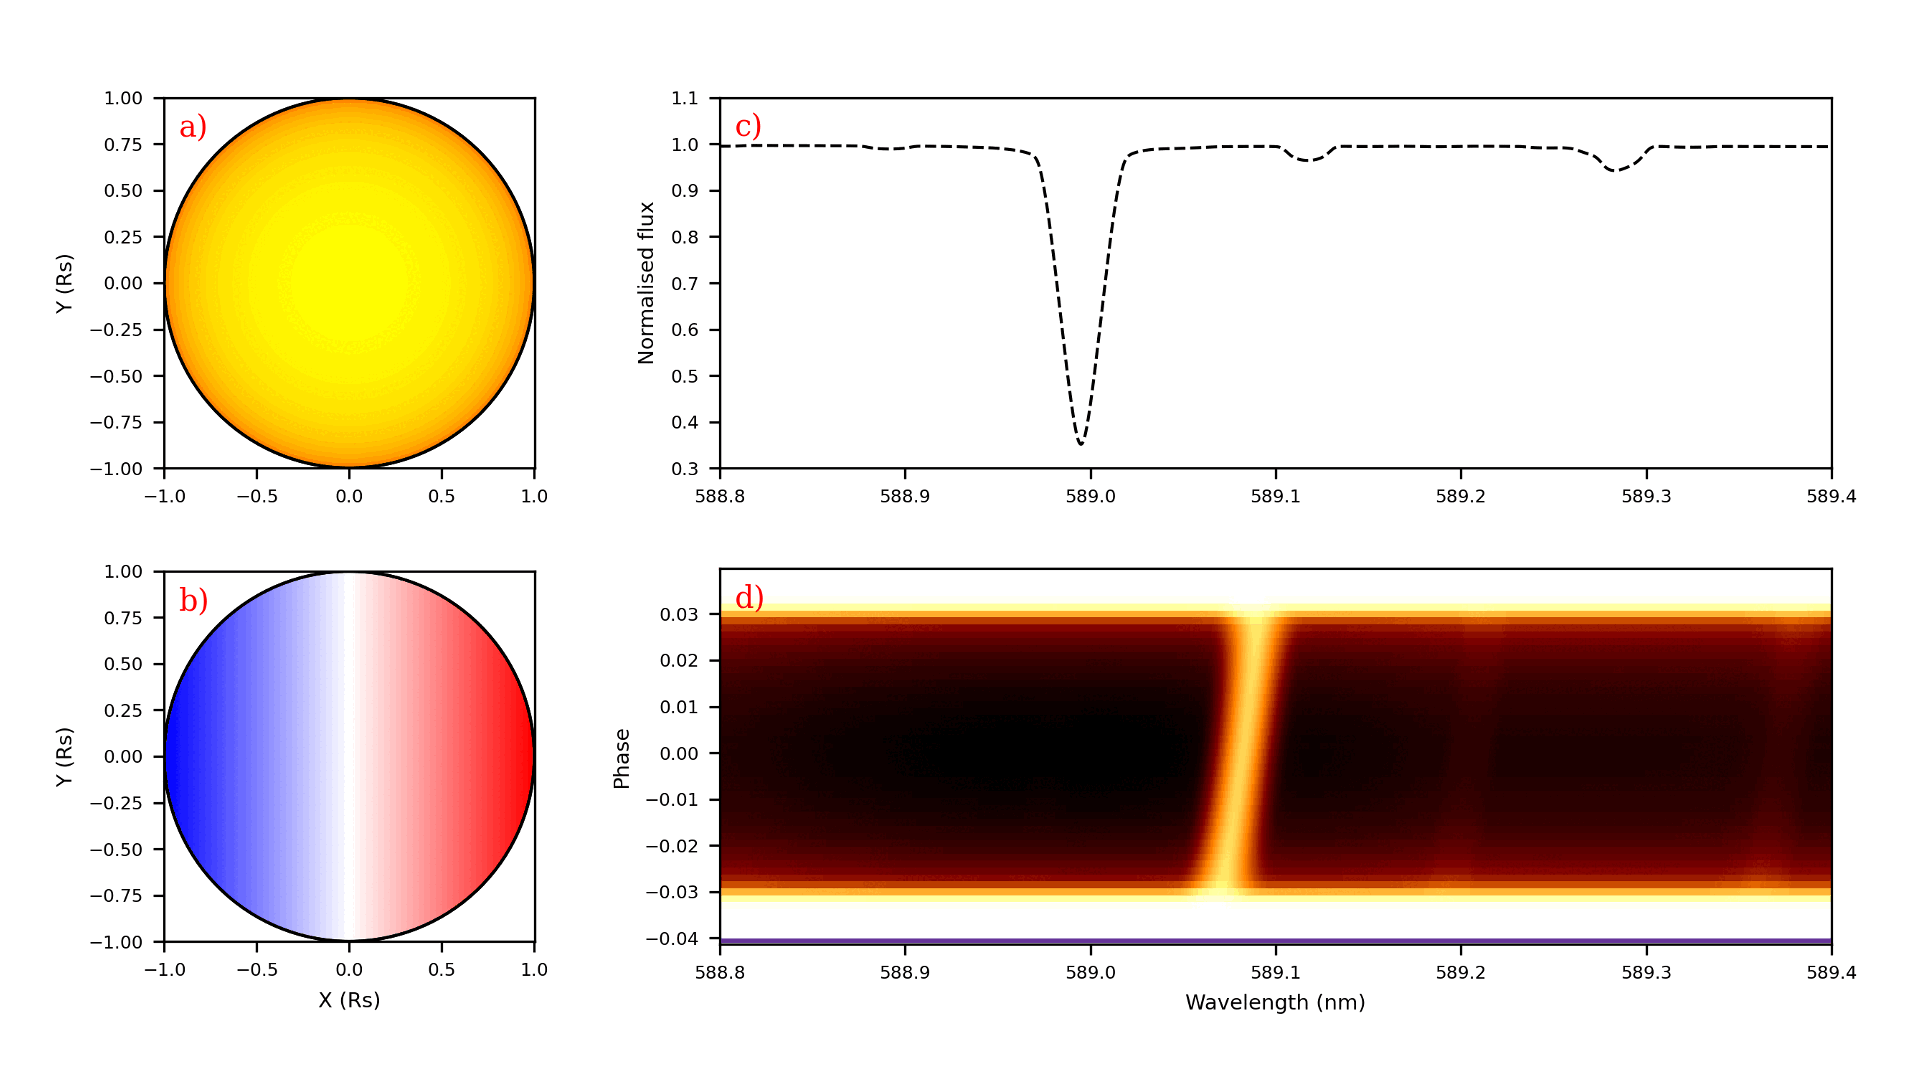 a)
1.00
0.75
0.50
0.25
0.00
−0.25
−0.50
−0.75
−1.00
Y (Rs)
−1.0 −0.5 0.0 0.5 1.0
c)
1.1
1.0
0.9
0.8
0.7
0.6
0.5
0.4
0.3
Normalised flux
588.8 588.9 589.0 589.1 589.2 589.3 589.4
b)
1.00
0.75
0.50
0.25
0.00
−0.25
−0.50
−0.75
−1.00
Y (Rs)
−1.0 −0.5 0.0 0.5 1.0
X (Rs)
d)
0.03
0.02
0.01
0.00
−0.01
−0.02
−0.03
−0.04
Phase
588.8 588.9 589.0 589.1 589.2 589.3 589.4
Wavelength (nm)